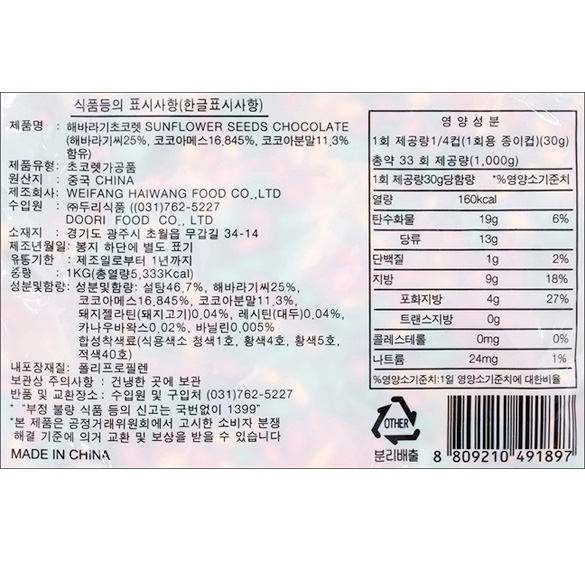 식품등의 표시사항(한글표시사항)
제품명 : 해바라기초코렛 SUNFLOWER SEEDS CHOCOLATE
(해바라기씨25%, 코코아메스16,845%, 코코아분말11,3%
함유)
제품유형: 초코렛가공품
원산지 : 중국 CHINA
제조회사: WEIFANG HAIWANG FOOD CO.,LTD
수입원 : ㈜두리식품 ((031)762-5227
DOORI FOOD CO., LTD
소재지 : 경기도 광주시 초월읍 무갑길 34-14
제조년월일: 봉지 하단에 별도 표기
유통기한 : 제조일로부터 1년까지
중량 : 1KG(총열량5,333Kcal)
성분및함량: 성분및함량: 설탕46.7%, 해바라기씨25%,
코코아메스16,845%, 코코아분말11,3%,
돼지젤라틴(돼지고기)0.04%, 레시틴(대두)0.04%,
카나우바왁스0.02%, 바닐린0,005%
합성착색료(식용색소 청색1호, 황색4호, 황색5호,
적색40호)
내포장재질: 폴리프로필렌
보관상 주의사항 : 건냉한 곳에 보관
반품 및 교환장소 : 수입원 및 구입처 (031)762-5227
* "부정 불량 식품 등의 신고는 국번없이 1399"
*본 제품은 공정거래위원회에서 고시한 소비자 분쟁
해결 기준에 의거 교환 및 보상을 받을 수 있습니다
MADE IN CHINA
영 양 성 분
1회 제공량1/4컵(1회용 종이컵)(30g)
총약 33 회 제공량(1,000g)
1회 제공량30g당함량 *%영양소기준치
열량 160kcal
탄수화물 19g 6%
당류 13g
단백질 1g 2%
지방 9g 18%
포화지방 4g 27%
트랜스지방 0g
콜레스테롤 0mg 0%
나트륨 24mg 1%
%영양소기준치:1일 영양소기준치에 대한비율
OTHER
분리배출
8 809210 491897